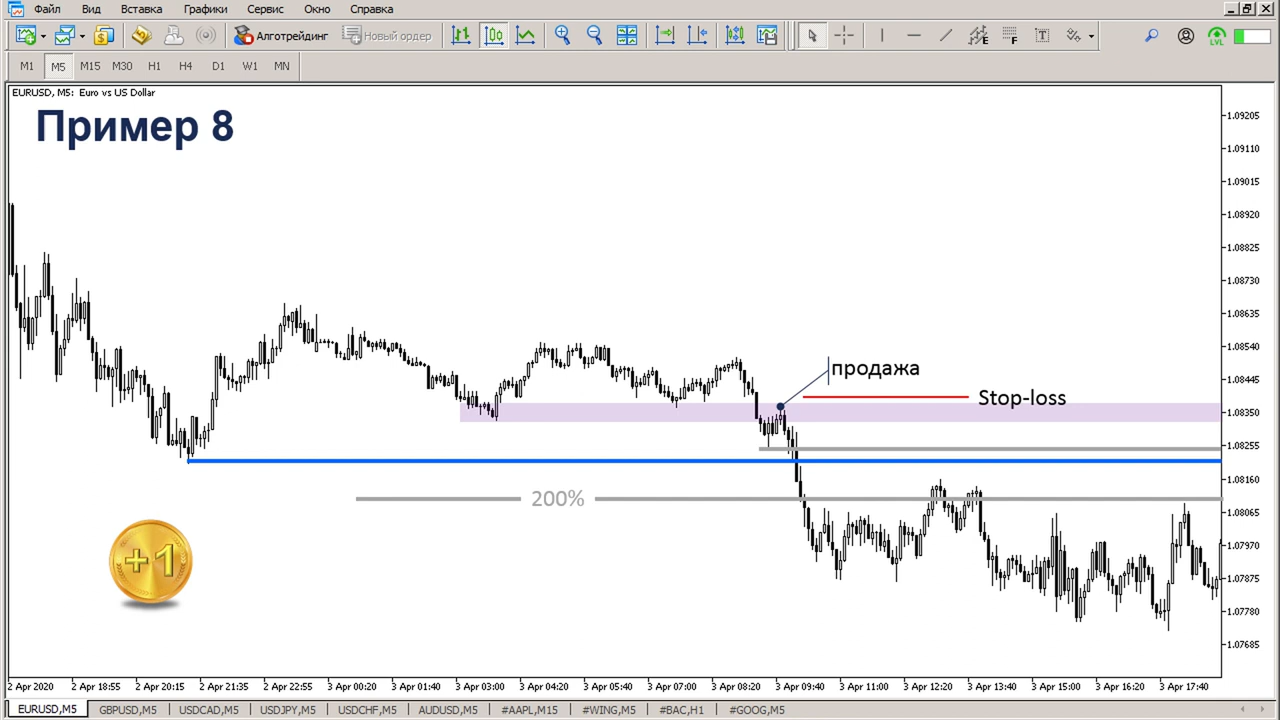 Файл Вид Вставка Графики Сервис Окно Справка
Алготрейдинг Новый ордер E F T LVL
M1 M5 M15 M30 H1 H4 D1 W1 MN
EURUSD, M5: Euro vs US Dollar
Пример 8
1.09205
1.09110
1.09015
1.08920
1.08825
1.08730
1.08635
1.08540
продажа
1.08445
Stop-loss
1.08350
1.08255
1.08160
200%
1.08065
1.07970
+1
1.07875
1.07780
1.07685
2 Apr 2020 2 Apr 18:55 2 Apr 20:15 2 Apr 21:35 2 Apr 22:55 3 Apr 00:20 3 Apr 01:40 3 Apr 03:00 3 Apr 04:20 3 Apr 05:40 3 Apr 07:00 3 Apr 08:20 3 Apr 09:40 3 Apr 11:00 3 Apr 12:20 3 Apr 13:40 3 Apr 15:00 3 Apr 16:20 3 Apr 17:40
EURUSD,M5 GBPUSD,M5 USDCAD,M5 USDJPY,M5 USDCHF,M5 AUDUSD,M5 #AAPL,M15 #WING,M5 #BAC,H1 #GOOG,M5